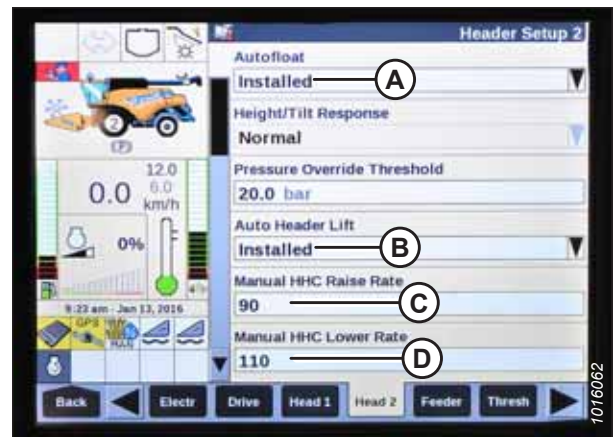 Header Setup 2
Autofloat
Installed
A
Height/Tilt Response
Normal
Pressure Override Threshold
20.0 bar
Auto Header Lift
Installed
B
Manual HHC Raise Rate
90
C
Manual HHC Lower Rate
110
D
2
(P)
12.0
0.0
6.0
km/h
0%
9:23 am - Jan 13, 2016
GPS
Back
Electr
Drive
Head 1
Head 2
Feeder
Thresh
1016062